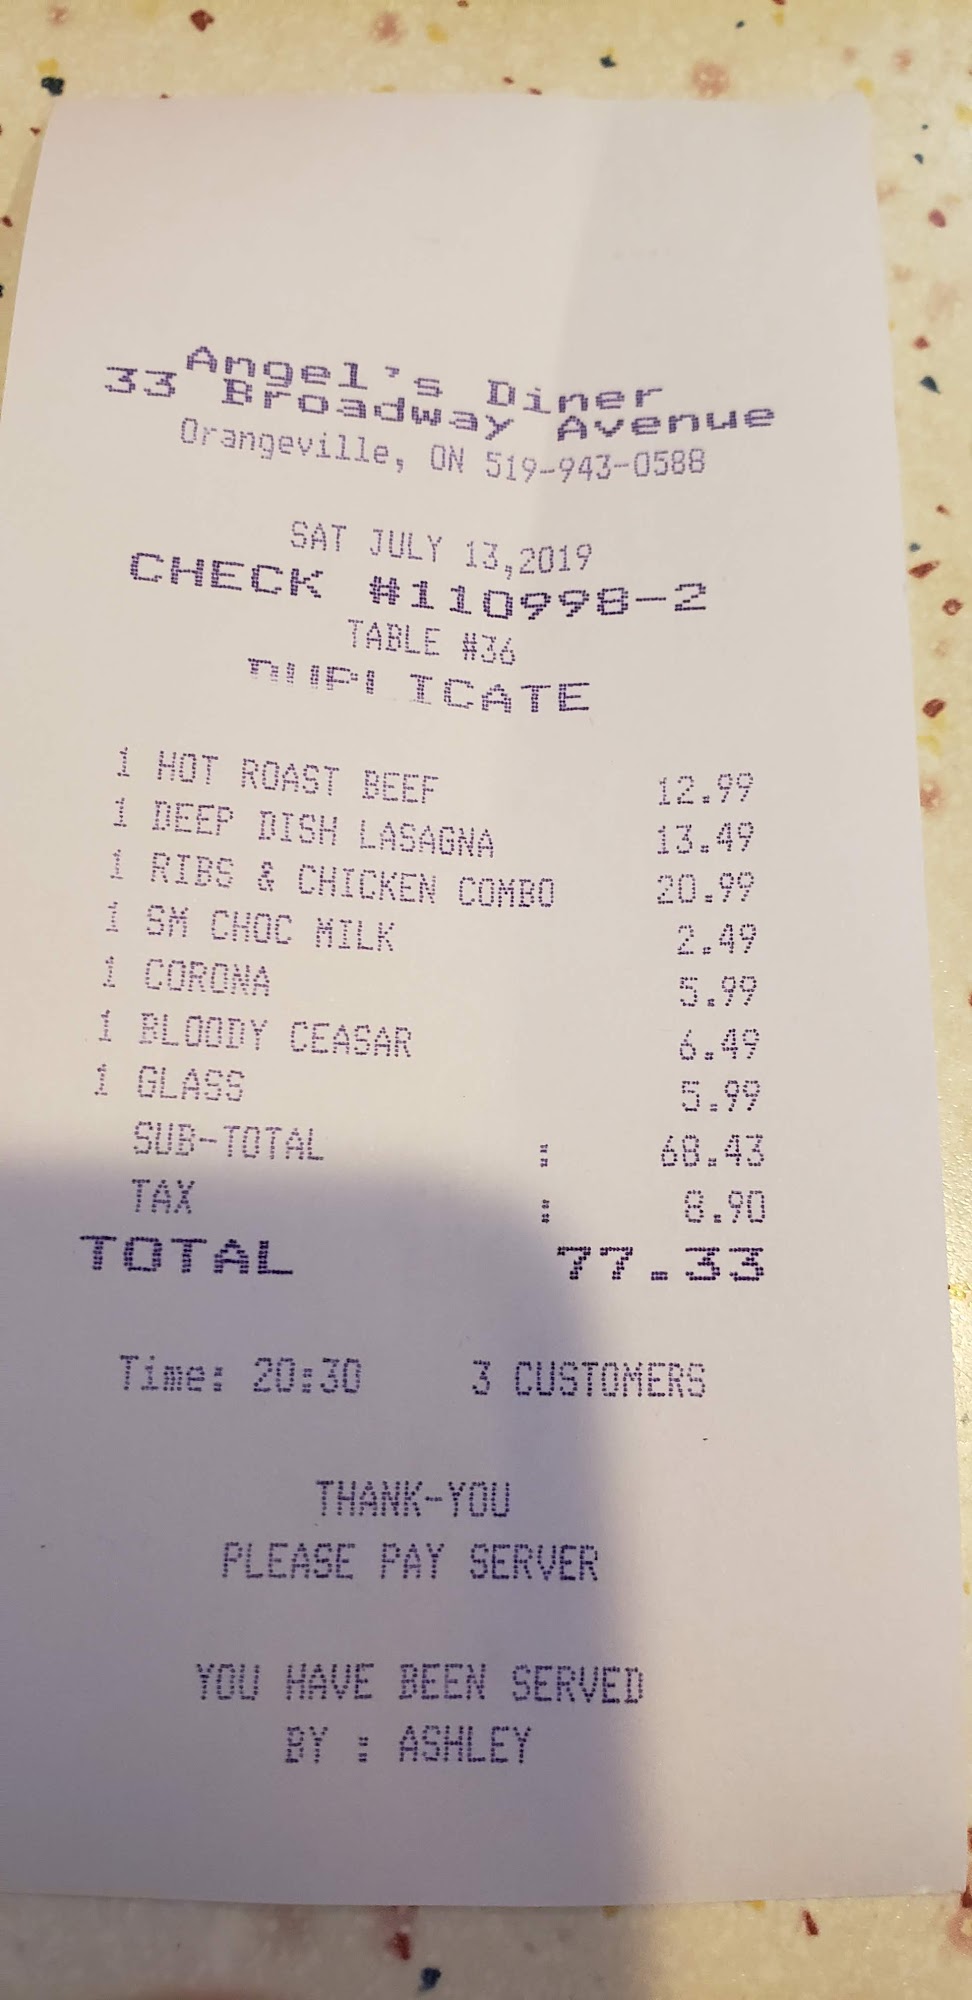 Angel's Diner
33 Broadway Avenue
Orangeville, ON 519-943-0588
SAT JULY 13,2019
CHECK #110998-2
TABLE #36
DUPLICATE
1 HOT ROAST BEEF 12.99
1 DEEP DISH LASAGNA 13.49
1 RIBS & CHICKEN COMBO 20.99
1 SM CHOC MILK 2.49
1 CORONA 5.99
1 BLOODY CEASAR 6.49
1 GLASS 5.99
SUB-TOTAL : 68.43
TAX : 8.90
TOTAL 77.33
Time: 20:30 3 CUSTOMERS
THANK-YOU
PLEASE PAY SERVER
YOU HAVE BEEN SERVED
BY : ASHLEY